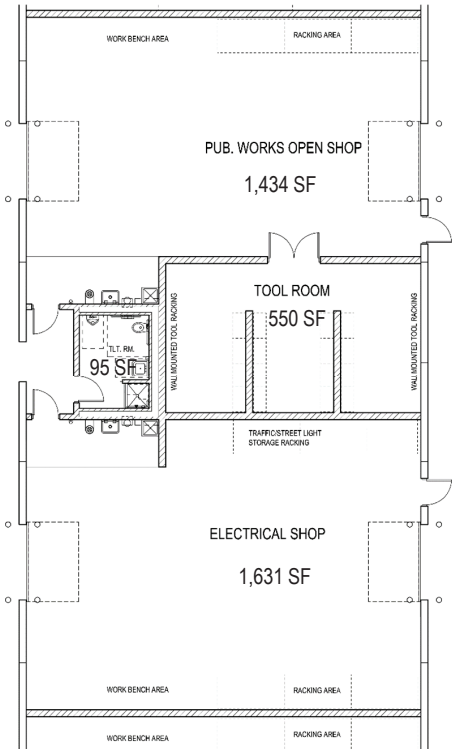 WORK BENCH AREA
RACKING AREA
PUB. WORKS OPEN SHOP
1,434 SF
TOOL ROOM
550 SF
WALL MOUNTED TOOL RACKING
WALL MOUNTED TOOL RACKING
TLT. RM.
95 SF
TRAFFIC/STREET LIGHT
STORAGE RACKING
ELECTRICAL SHOP
1,631 SF
WORK BENCH AREA
RACKING AREA
WORK BENCH AREA
RACKING AREA